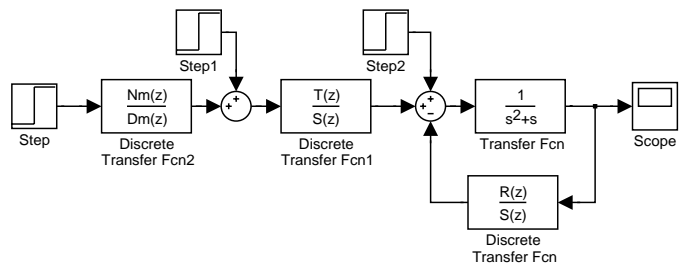 Step1
Step2
Step
Nm(z)
Dm(z)
Discrete
Transfer Fcn2
+
+
T(z)
S(z)
Discrete
Transfer Fcn1
+
+
−
1
s²+s
Transfer Fcn
Scope
R(z)
S(z)
Discrete
Transfer Fcn